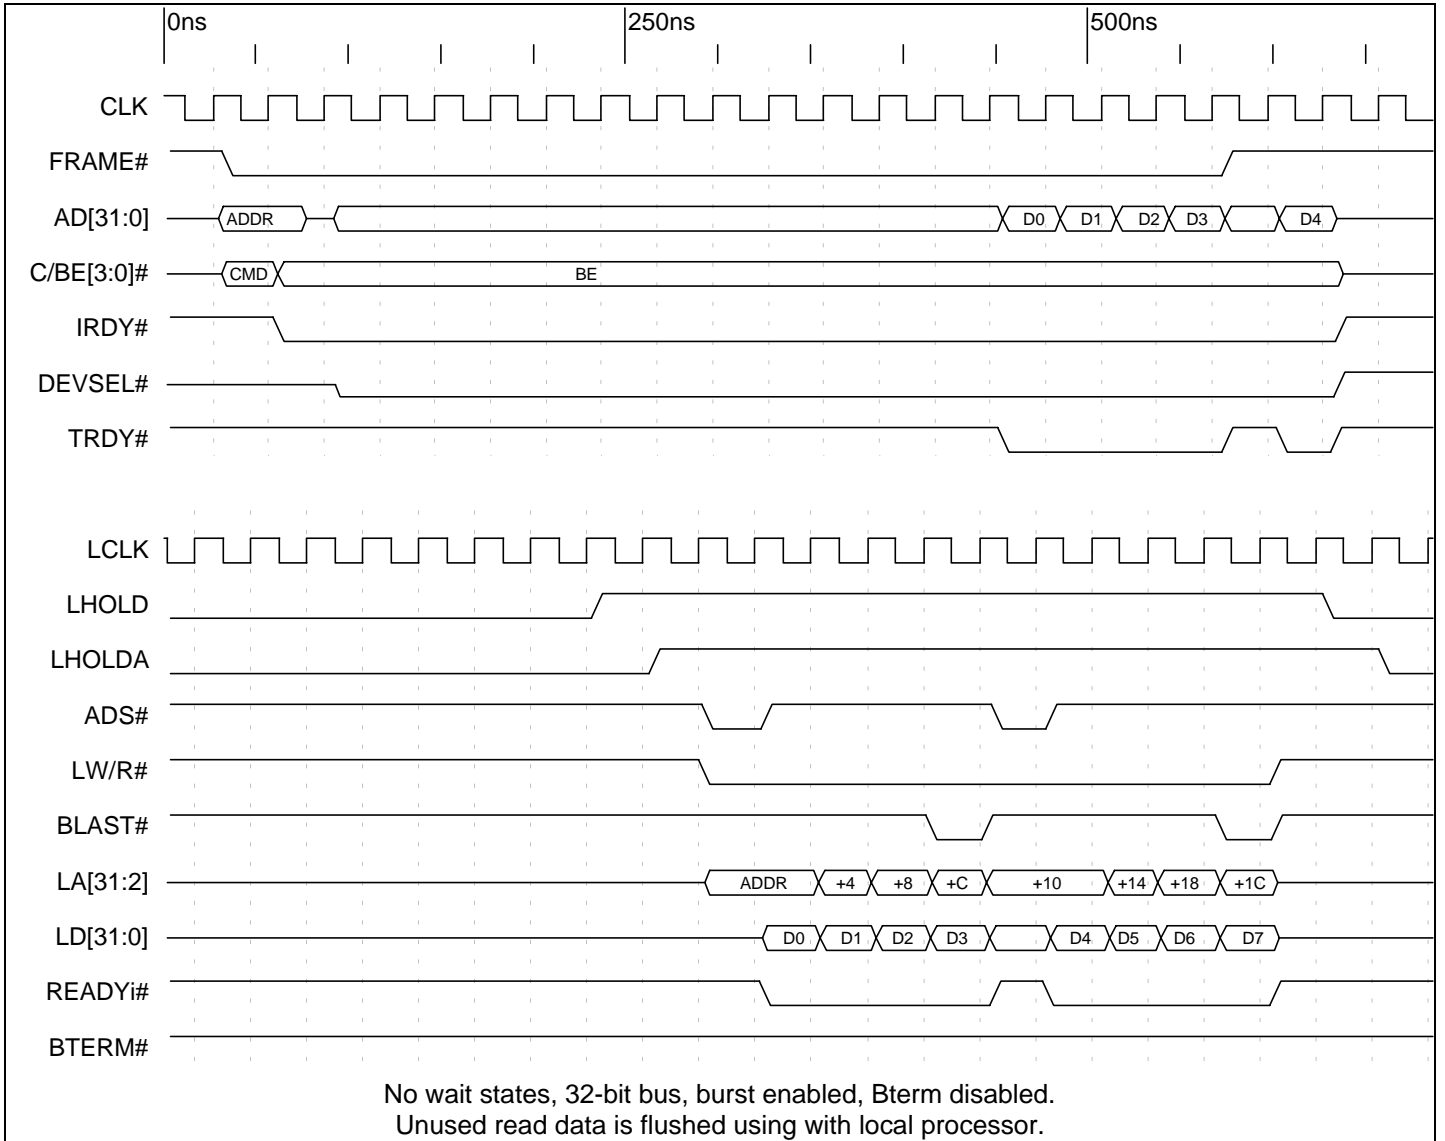 0ns 250ns 500ns
CLK
FRAME#
AD[31:0] ADDR D0 D1 D2 D3 D4
C/BE[3:0]# CMD BE
IRDY#
DEVSEL#
TRDY#
LCLK
LHOLD
LHOLDA
ADS#
LW/R#
BLAST#
LA[31:2] ADDR +4 +8 +C +10 +14 +18 +1C
LD[31:0] D0 D1 D2 D3 D4 D5 D6 D7
READYi#
BTERM#
No wait states, 32-bit bus, burst enabled, Bterm disabled.
Unused read data is flushed using with local processor.